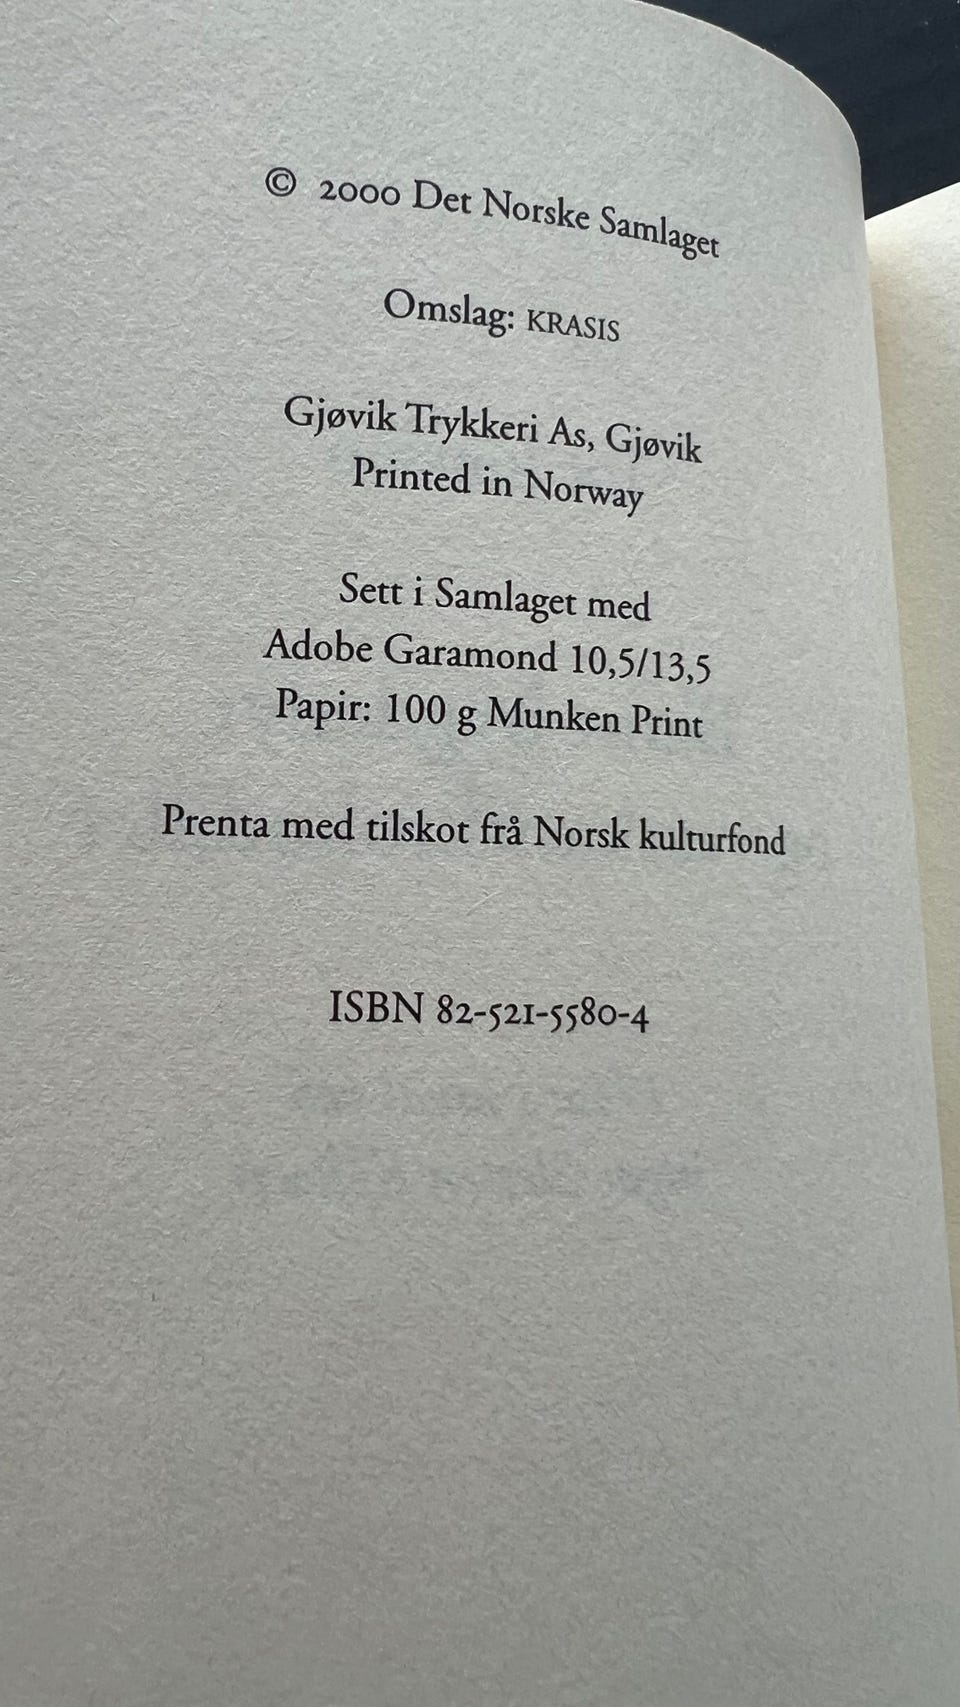 © 2000 Det Norske Samlaget
Omslag: KRASIS
Gjøvik Trykkeri As, Gjøvik
Printed in Norway
Sett i Samlaget med
Adobe Garamond 10,5/13,5
Papir: 100 g Munken Print
Prenta med tilskot frå Norsk kulturfond
ISBN 82-521-5580-4